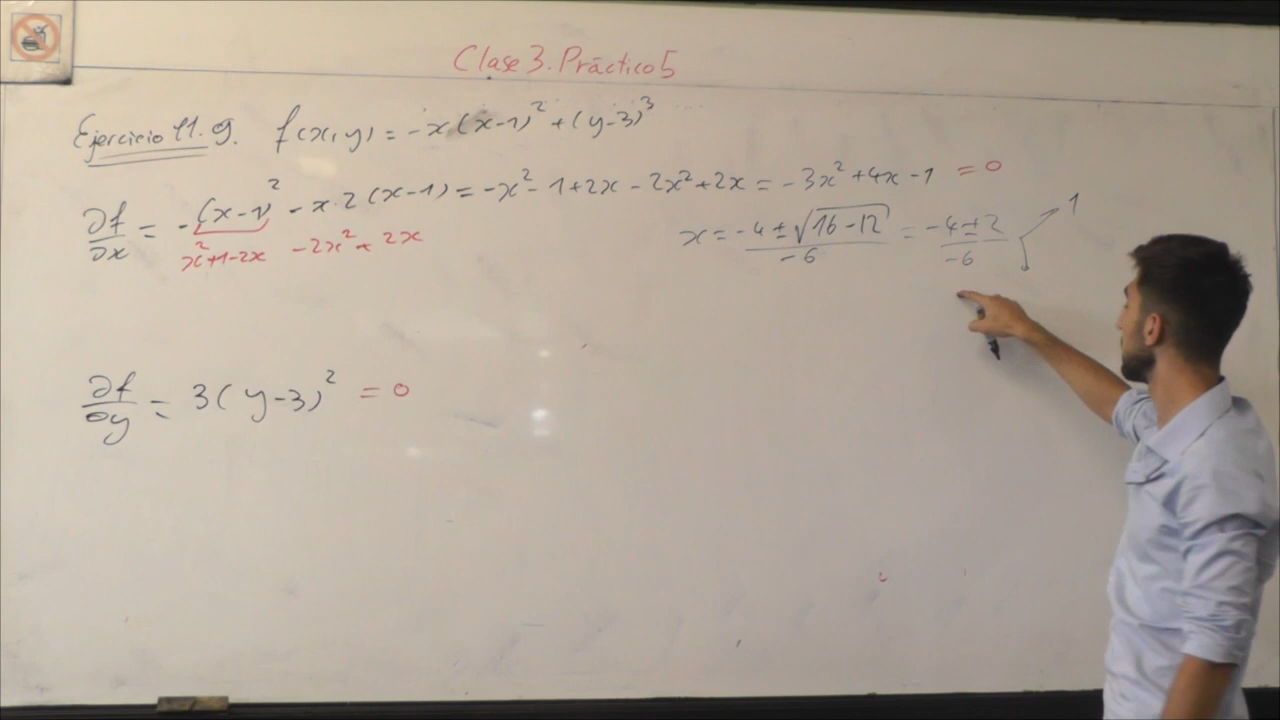 Clase 3. Práctico 5
Ejercicio 11.g. f(x,y) = -x(x-1)² + (y-3)³
∂f/∂x = -(x-1)² - x·2(x-1) = -x² - 1 + 2x - 2x² + 2x = -3x² + 4x - 1 = 0
x²+1-2x - 2x² + 2x
x = (-4 ± √(16-12))/(-6) = (-4 ± 2)/(-6) 1
∂f/∂y = 3(y-3)² = 0